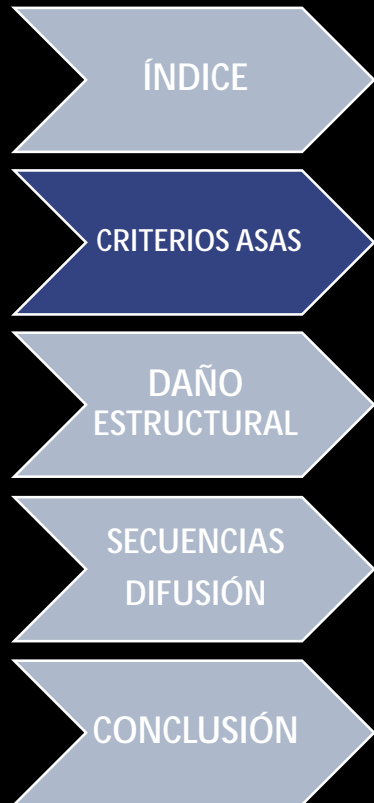 ÍNDICE
CRITERIOS ASAS
DAÑO
ESTRUCTURAL
SECUENCIAS
DIFUSIÓN
CONCLUSIÓN